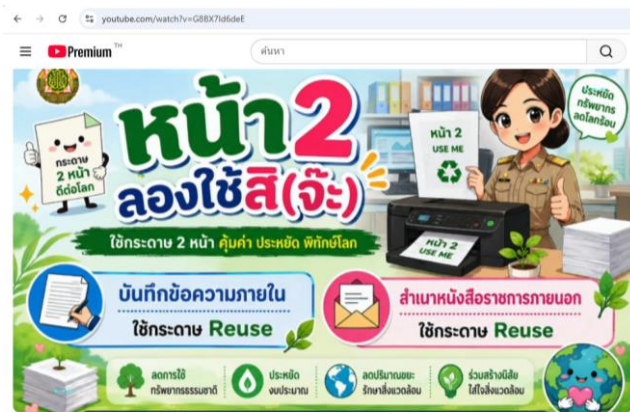 youtube.com/watch?v=G8BX7Id6deE
Premium TH
ค้นหา
หน้า 2
ลองใช้สิ(จ๊ะ)
ใช้กระดาษ 2 หน้า คุ้มค่า ประหยัด พิทักษ์โลก
กระดาษ
2 หน้า
ดีต่อโลก
หน้า 2
USE ME
ประหยัด
ทรัพยากร
ลดโลกร้อน
หน้า 2
USE ME
บันทึกข้อความภายใน
ใช้กระดาษ Reuse
สำเนาหนังสือราชการภายนอก
ใช้กระดาษ Reuse
ลดการใช้
ทรัพยากรธรรมชาติ
ประหยัด
งบประมาณ
ลดปริมาณขยะ
รักษาสิ่งแวดล้อม
ร่วมสร้างนิสัย
ใส่ใจสิ่งแวดล้อม